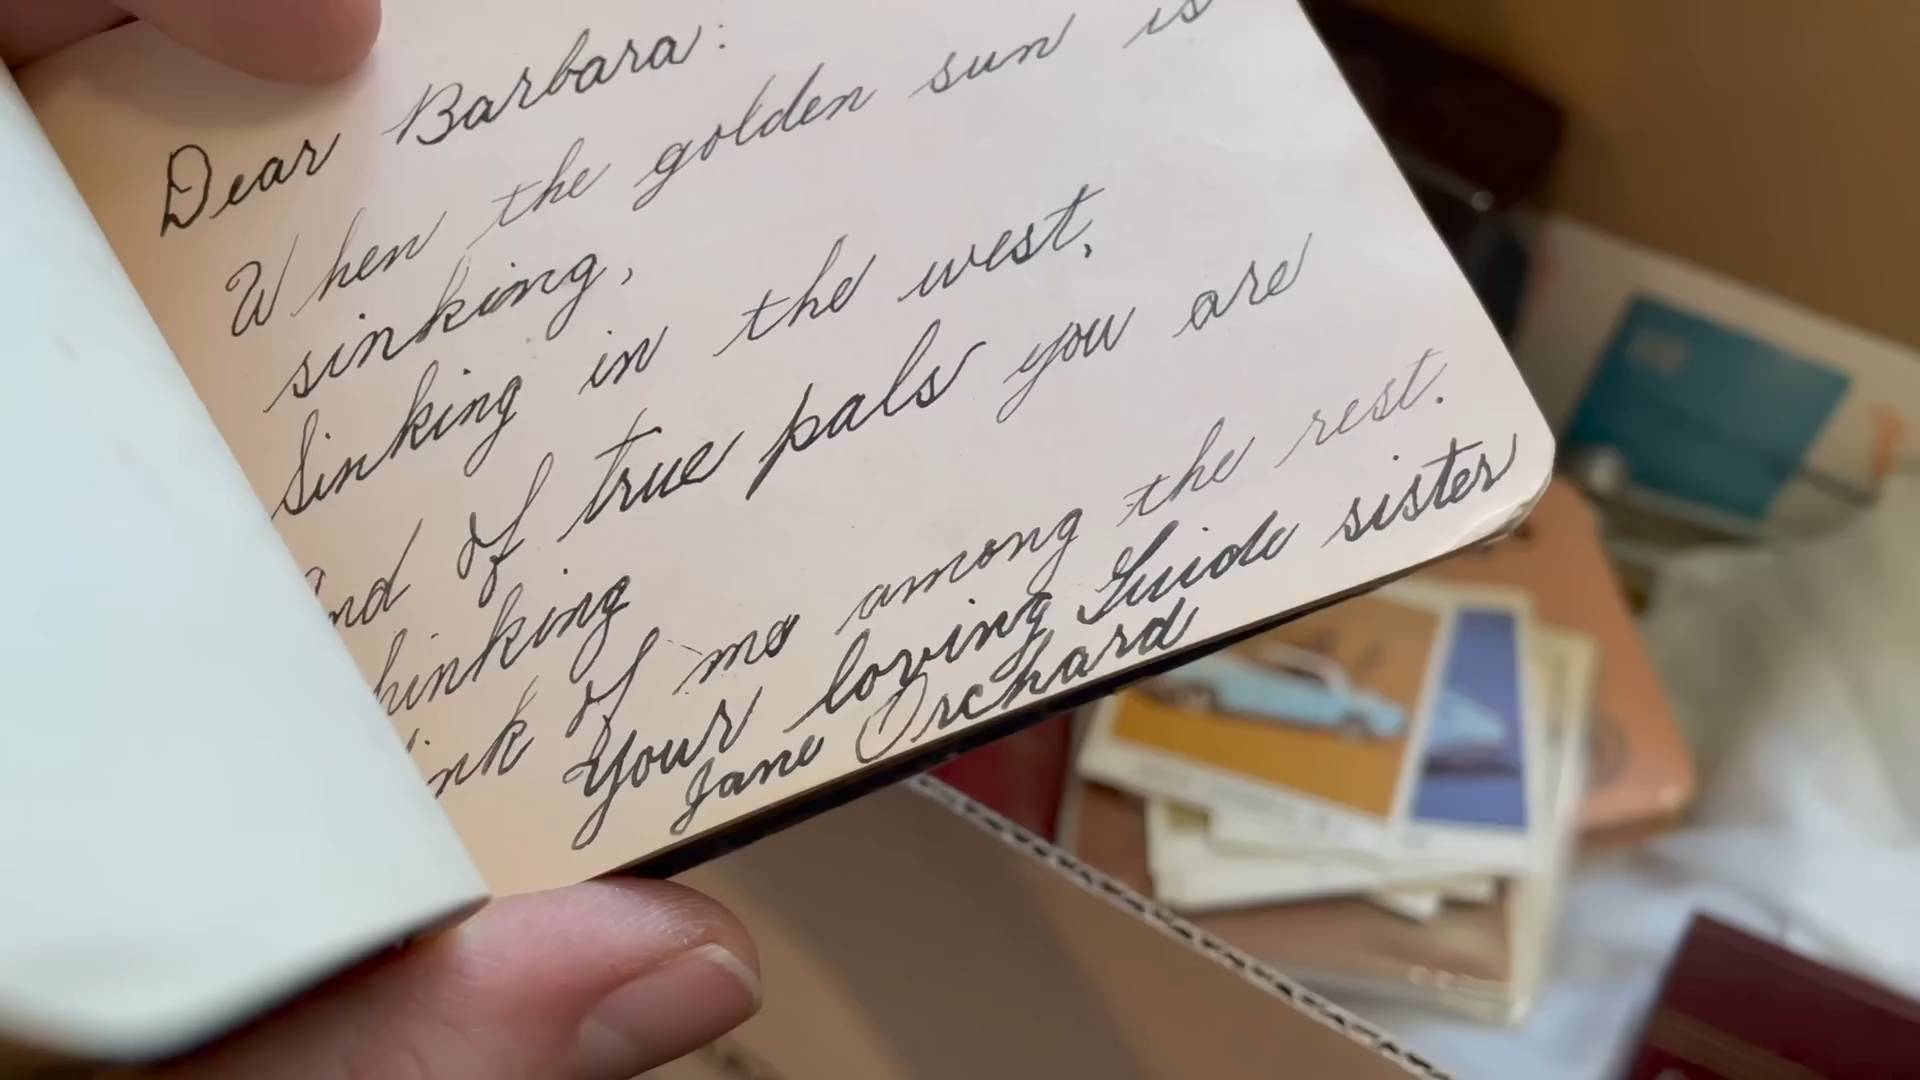 Dear Barbara:
When the golden sun is
sinking,
Sinking in the west,
And of true pals you are
thinking
Think of me among the rest.
Your loving Guide sister
Jane Orchard